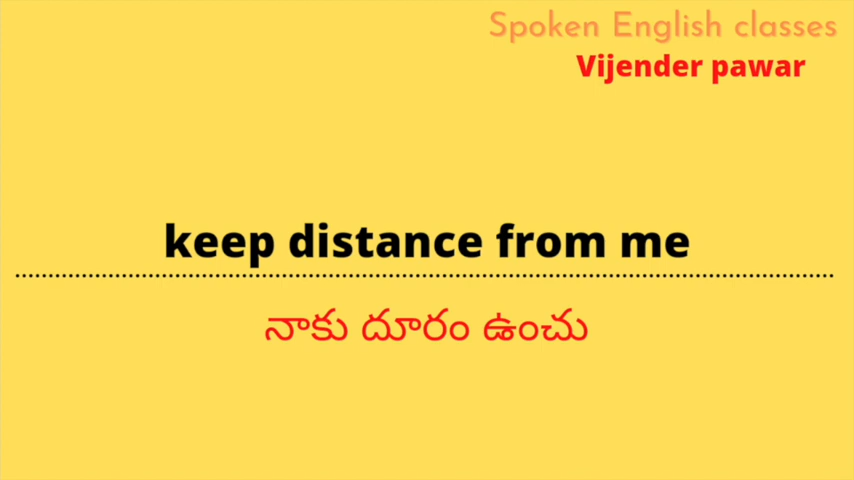 Spoken English classes
Vijender pawar
keep distance from me
నాకు దూరం ఉంచు